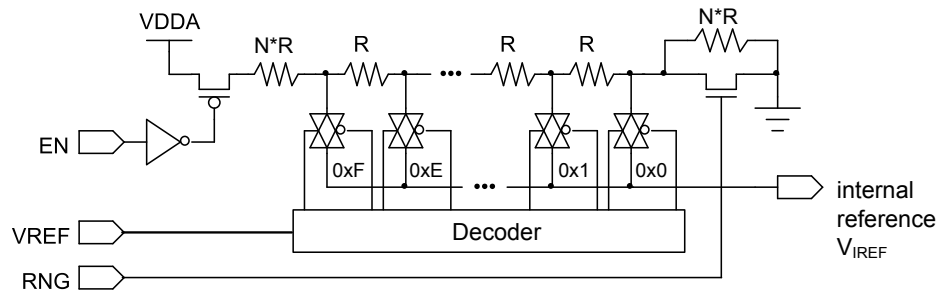 VDDA
N*R
R
R
R
N*R
EN
0xF
0xE
•••
0x1
0x0
•••
internal
reference
VIREF
VREF
Decoder
RNG